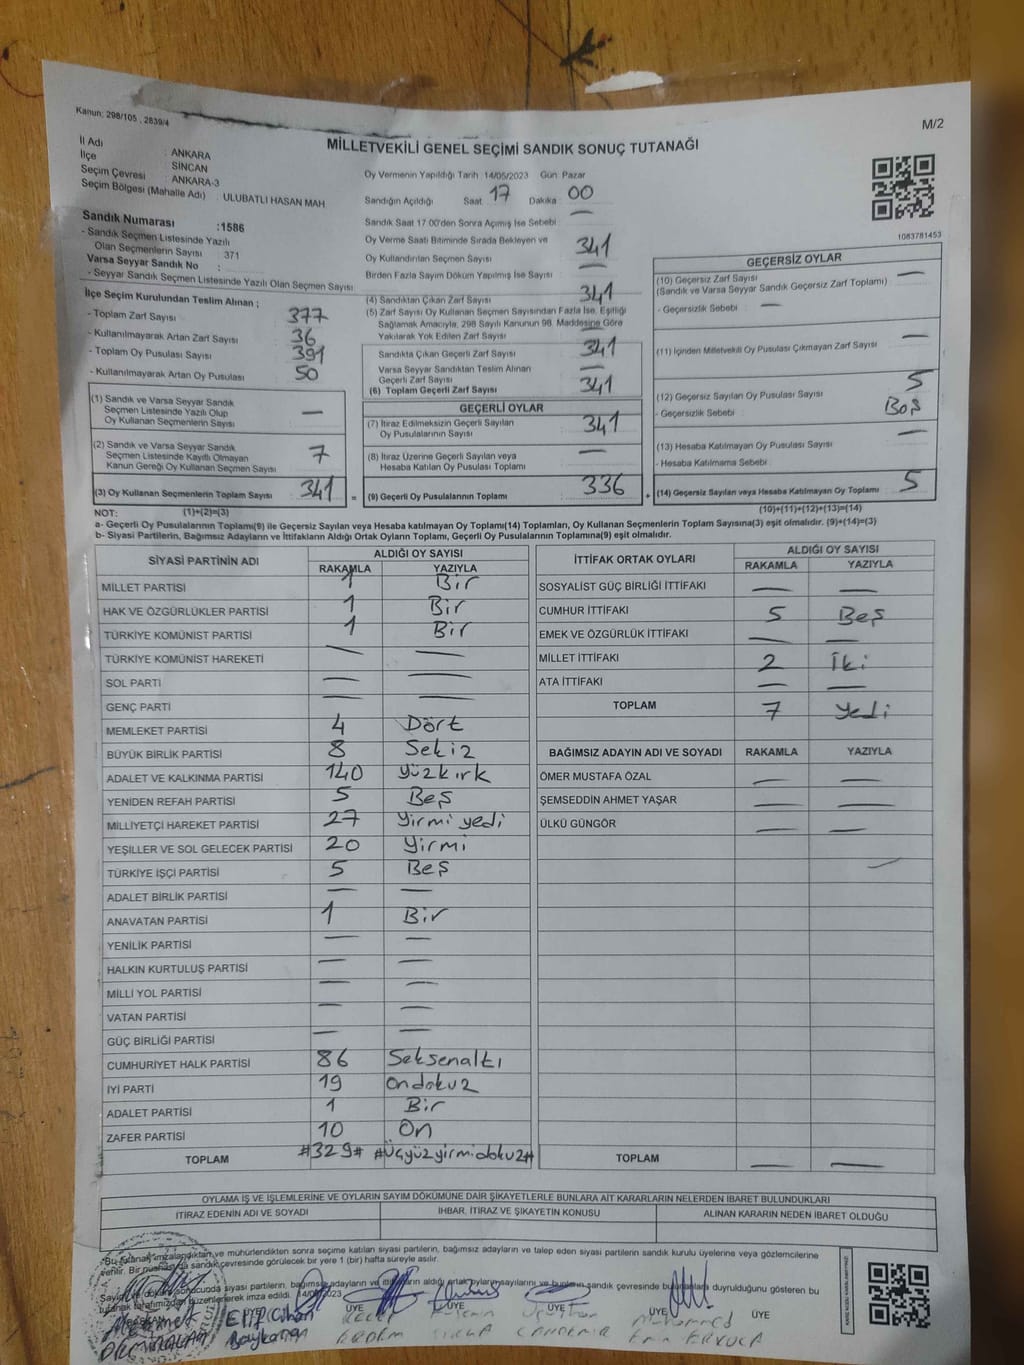 Kanun; 298/105 , 2839/4
M/2
MİLLETVEKİLİ GENEL SEÇİMİ SANDIK SONUÇ TUTANAĞI
İl Adı : ANKARA
İlçe : SİNCAN
Seçim Çevresi : ANKARA-3
Seçim Bölgesi (Mahalle Adı) : ULUBATLI HASAN MAH
Sandık Numarası :1586
- Sandık Seçmen Listesinde Yazılı
Olan Seçmenlerin Sayısı : 371
Varsa Seyyar Sandık No :
- Seyyar Sandık Seçmen Listesinde Yazılı Olan Seçmen Sayısı
Oy Vermenin Yapıldığı Tarih 14/05/2023 Gün Pazar
Sandığın Açıldığı Saat 17 Dakika 00
Sandık Saat 17.00'den Sonra Açımış İse Sebebi : —
Oy Verme Saati Bitiminde Sırada Bekleyen ve
Oy Kullandırılan Seçmen Sayısı : 341
Birden Fazla Sayım Döküm Yapılmış İse Sayısı : —
1083781453
İlçe Seçim Kurulundan Teslim Alınan ;
- Toplam Zarf Sayısı : 377
- Kullanılmayarak Artan Zarf Sayısı : 36
- Toplam Oy Pusulası Sayısı : 391
- Kullanılmayarak Artan Oy Pusulası : 50
(1) Sandık ve Varsa Seyyar Sandık
Seçmen Listesinde Yazılı Olup
Oy Kullanan Seçmenlerin Sayısı : —
(2) Sandık ve Varsa Seyyar Sandık
Seçmen Listesinde Kayıtlı Olmayan
Kanun Gereği Oy Kullanan Seçmen Sayısı : 7
(3) Oy Kullanan Seçmenlerin Toplam Sayısı : 341 =
(1)+(2)=(3)
(4) Sandıktan Çıkan Zarf Sayısı : 341
(5) Zarf Sayısı Oy Kullanan Seçmen Sayısından Fazla İse, Eşitliği
Sağlamak Amacıyla, 298 Sayılı Kanunun 98. Maddesine Göre
Yakılarak Yok Edilen Zarf Sayısı : —
Sandıkta Çıkan Geçerli Zarf Sayısı : 341
Varsa Seyyar Sandıktan Teslim Alınan
Geçerli Zarf Sayısı : —
(6) Toplam Geçerli Zarf Sayısı : 341
GEÇERLİ OYLAR
(7) İtiraz Edilmeksizin Geçerli Sayılan
Oy Pusulalarının Sayısı : 341
(8) İtiraz Üzerine Geçerli Sayılan veya
Hesaba Katılan Oy Pusulası Toplamı : —
(9) Geçerli Oy Pusulalarının Toplamı : 336 +
GEÇERSİZ OYLAR
(10) Geçersiz Zarf Sayısı : —
(Sandık ve Varsa Seyyar Sandık Geçersiz Zarf Toplamı)
- Geçersizlik Sebebi : —
(11) İçinden Milletvekili Oy Pusulası Çıkmayan Zarf Sayısı : —
(12) Geçersiz Sayılan Oy Pusulası Sayısı : 5
- Geçersizlik Sebebi : Boş
(13) Hesaba Katılmayan Oy Pusulası Sayısı : —
- Hesaba Katılmama Sebebi :
(14) Geçersiz Sayılan veya Hesaba Katılmayan Oy Toplamı : 5
(10)+(11)+(12)+(13)=(14)
NOT:
a- Geçerli Oy Pusulalarının Toplamı(9) ile Geçersiz Sayılan veya Hesaba katılmayan Oy Toplamı(14) Toplamları, Oy Kullanan Seçmenlerin Toplam Sayısına(3) eşit olmalıdır. (9)+(14)=(3)
b- Siyasi Partilerin, Bağımsız Adayların ve İttifakların Aldığı Ortak Oyların Toplamı, Geçerli Oy Pusulalarının Toplamına(9) eşit olmalıdır.
SİYASİ PARTİNİN ADI ALDIĞI OY SAYISI
RAKAMLA YAZIYLA
MİLLET PARTİSİ 1 Bir
HAK VE ÖZGÜRLÜKLER PARTİSİ 1 Bir
TÜRKİYE KOMÜNİST PARTİSİ 1 Bir
TÜRKİYE KOMÜNİST HAREKETİ — —
SOL PARTİ — —
GENÇ PARTİ — —
MEMLEKET PARTİSİ 4 Dört
BÜYÜK BİRLİK PARTİSİ 8 Sekiz
ADALET VE KALKINMA PARTİSİ 140 yüzkırk
YENİDEN REFAH PARTİSİ 5 Beş
MİLLİYETÇİ HAREKET PARTİSİ 27 yirmi yedi
YEŞİLLER VE SOL GELECEK PARTİSİ 20 yirmi
TÜRKİYE İŞÇİ PARTİSİ 5 Beş
ADALET BİRLİK PARTİSİ — —
ANAVATAN PARTİSİ 1 Bir
YENİLİK PARTİSİ — —
HALKIN KURTULUŞ PARTİSİ — —
MİLLİ YOL PARTİSİ — —
VATAN PARTİSİ — —
GÜÇ BİRLİĞİ PARTİSİ — —
CUMHURİYET HALK PARTİSİ 86 Seksenaltı
İYİ PARTİ 19 ondokuz
ADALET PARTİSİ 1 Bir
ZAFER PARTİSİ 10 On
TOPLAM #329# #Üçyüzyirmidokuz#
İTTİFAK ORTAK OYLARI ALDIĞI OY SAYISI
RAKAMLA YAZIYLA
SOSYALİST GÜÇ BİRLİĞİ İTTİFAKI — —
CUMHUR İTTİFAKI 5 Beş
EMEK VE ÖZGÜRLÜK İTTİFAKI — —
MİLLET İTTİFAKI 2 İki
ATA İTTİFAKI — —
TOPLAM 7 yedi
BAĞIMSIZ ADAYIN ADI VE SOYADI RAKAMLA YAZIYLA
ÖMER MUSTAFA ÖZAL — —
ŞEMSEDDİN AHMET YAŞAR — —
ÜLKÜ GÜNGÖR — —
TOPLAM — —
OYLAMA İŞ VE İŞLEMLERİNE VE OYLARIN SAYIM DÖKÜMÜNE DAİR ŞİKAYETLERLE BUNLARA AİT KARARLARIN NELERDEN İBARET BULUNDUKLARI
İTİRAZ EDENİN ADI VE SOYADI İHBAR, İTİRAZ VE ŞİKAYETİN KONUSU ALINAN KARARIN NEDEN İBARET OLDUĞU
Bu tutanak imzalandıktan ve mühürlendikten sonra seçime katılan siyasi partilerin, bağımsız adayların ve talep eden siyasi partilerin sandık kurulu üyelerine veya gözlemcilerine
verilir. Bir sandık çevresinde görülecek bir yere 1 (bir) hafta süreyle asılır.
siyasi partilerin, bağımsız adayların ve ittifakların aldığı ortak oyların sayılarını ve bunların sandık çevresinde duyurulduğunu gösteren bu
imza edildi. 14/05/2023
ÜYE ÜYE ÜYE ÜYE ÜYE
Mehmet Elif Cihan Baykanan
Muhammed Emin